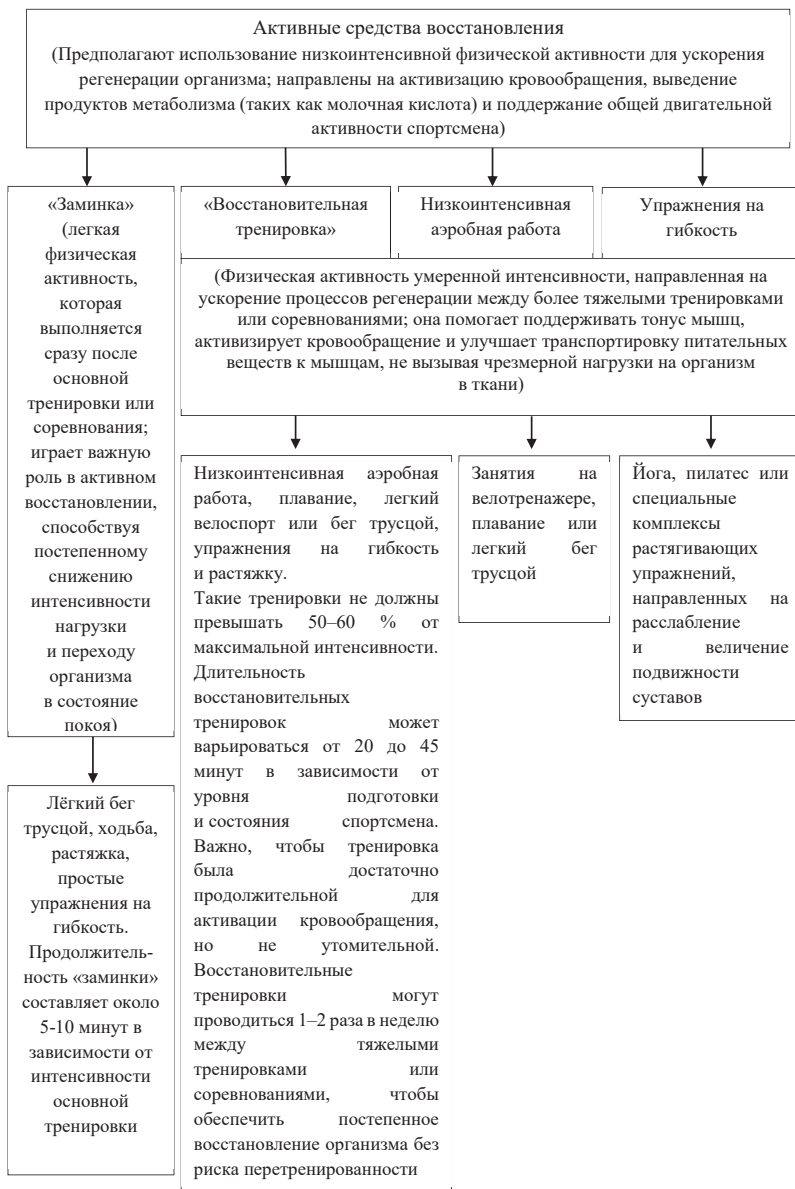 Активные средства восстановления
(Предполагают использование низкоинтенсивной физической активности для ускорения
регенерации организма; направлены на активизацию кровообращения, выведение
продуктов метаболизма (таких как молочная кислота) и поддержание общей двигательной
активности спортсмена)
«Заминка»
(легкая
физическая
активность,
которая
выполняется
сразу после
основной
тренировки или
соревнования;
играет важную
роль в активном
восстановлении,
способствуя
постепенному
снижению
интенсивности
нагрузки
и переходу
организма
в состояние
покоя)
Лёгкий бег
трусцой, ходьба,
растяжка,
простые
упражнения на
гибкость.
Продолжитель-
ность «заминки»
составляет около
5-10 минут в
зависимости от
интенсивности
основной
тренировки
«Восстановительная
тренировка»
Низкоинтенсивная
аэробная работа
Упражнения на
гибкость
(Физическая активность умеренной интенсивности, направленная на
ускорение процессов регенерации между более тяжелыми тренировками
или соревнованиями; она помогает поддерживать тонус мышц,
активизирует кровообращение и улучшает транспортировку питательных
веществ к мышцам, не вызывая чрезмерной нагрузки на организм
в ткани)
Низкоинтенсивная аэробная
работа, плавание, легкий
велоспорт или бег трусцой,
упражнения на гибкость
и растяжку.
Такие тренировки не должны
превышать 50–60 % от
максимальной интенсивности.
Длительность
восстановительных
тренировок может
варьироваться от 20 до 45
минут в зависимости от
уровня подготовки
и состояния спортсмена.
Важно, чтобы тренировка
была достаточно
продолжительной для
активации кровообращения,
но не утомительной.
Восстановительные
тренировки могут
проводиться 1–2 раза в неделю
между тяжелыми
тренировками или
соревнованиями, чтобы
обеспечить постепенное
восстановление организма без
риска перетренированности
Занятия на
велотренажере,
плавание или
легкий бег
трусцой
Йога, пилатес или
специальные
комплексы
растягивающих
упражнений,
направленных на
расслабление
и величение
подвижности
суставов